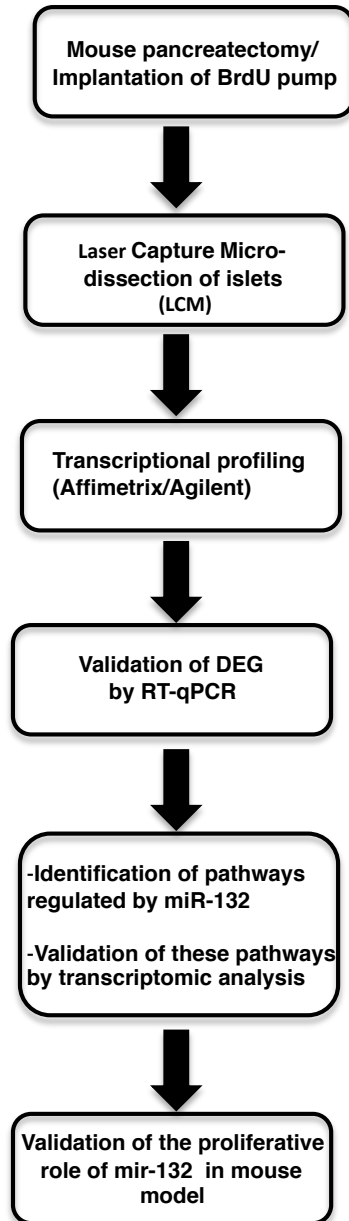 Mouse pancreatectomy/
Implantation of BrdU pump
Laser Capture Micro-
dissection of islets
(LCM)
Transcriptional profiling
(Affimetrix/Agilent)
Validation of DEG
by RT-qPCR
-Identification of pathways
regulated by miR-132
-Validation of these pathways
by transcriptomic analysis
Validation of the proliferative
role of mir-132 in mouse
model